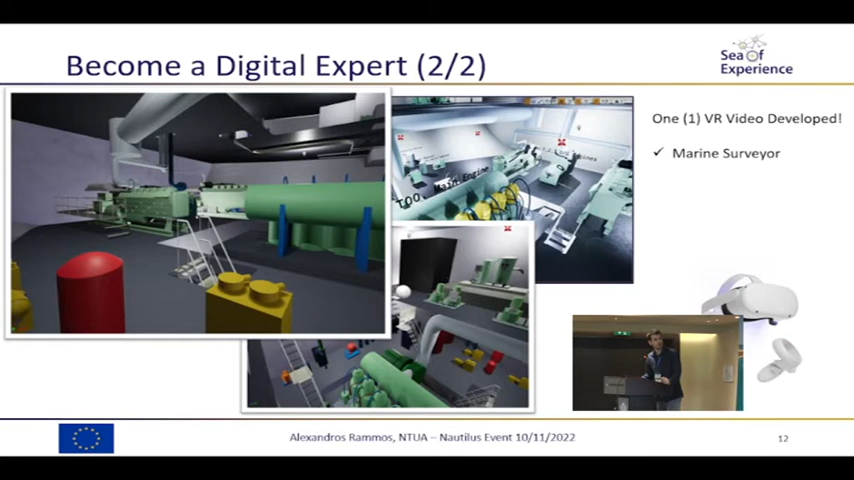 Become a Digital Expert (2/2)
Sea Of
Experience
One (1) VR Video Developed!
✓ Marine Surveyor
Main Engine
Alexandros Rammos, NTUA – Nautilus Event 10/11/2022
12